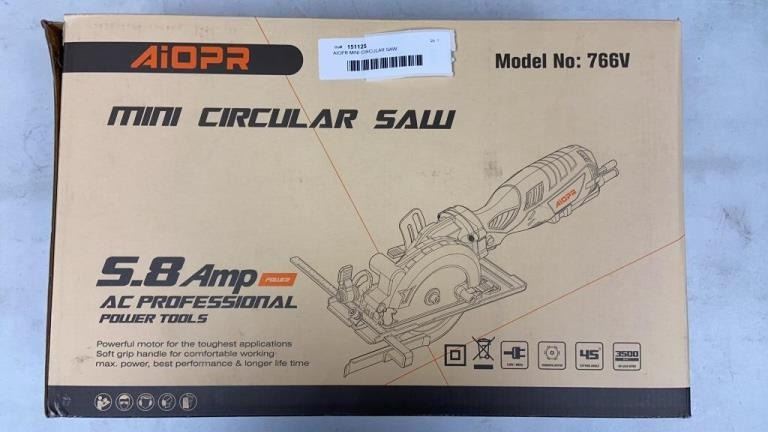 AiOPR
151125
AIOPR MINI CIRCULAR SAW
Model No: 766V
MINI CIRCULAR SAW
AiOPR
5.8 Amp POWER
AC PROFESSIONAL
POWER TOOLS
Powerful motor for the toughest applications
Soft grip handle for comfortable working
max. power, best performance & longer life time
45°
3500